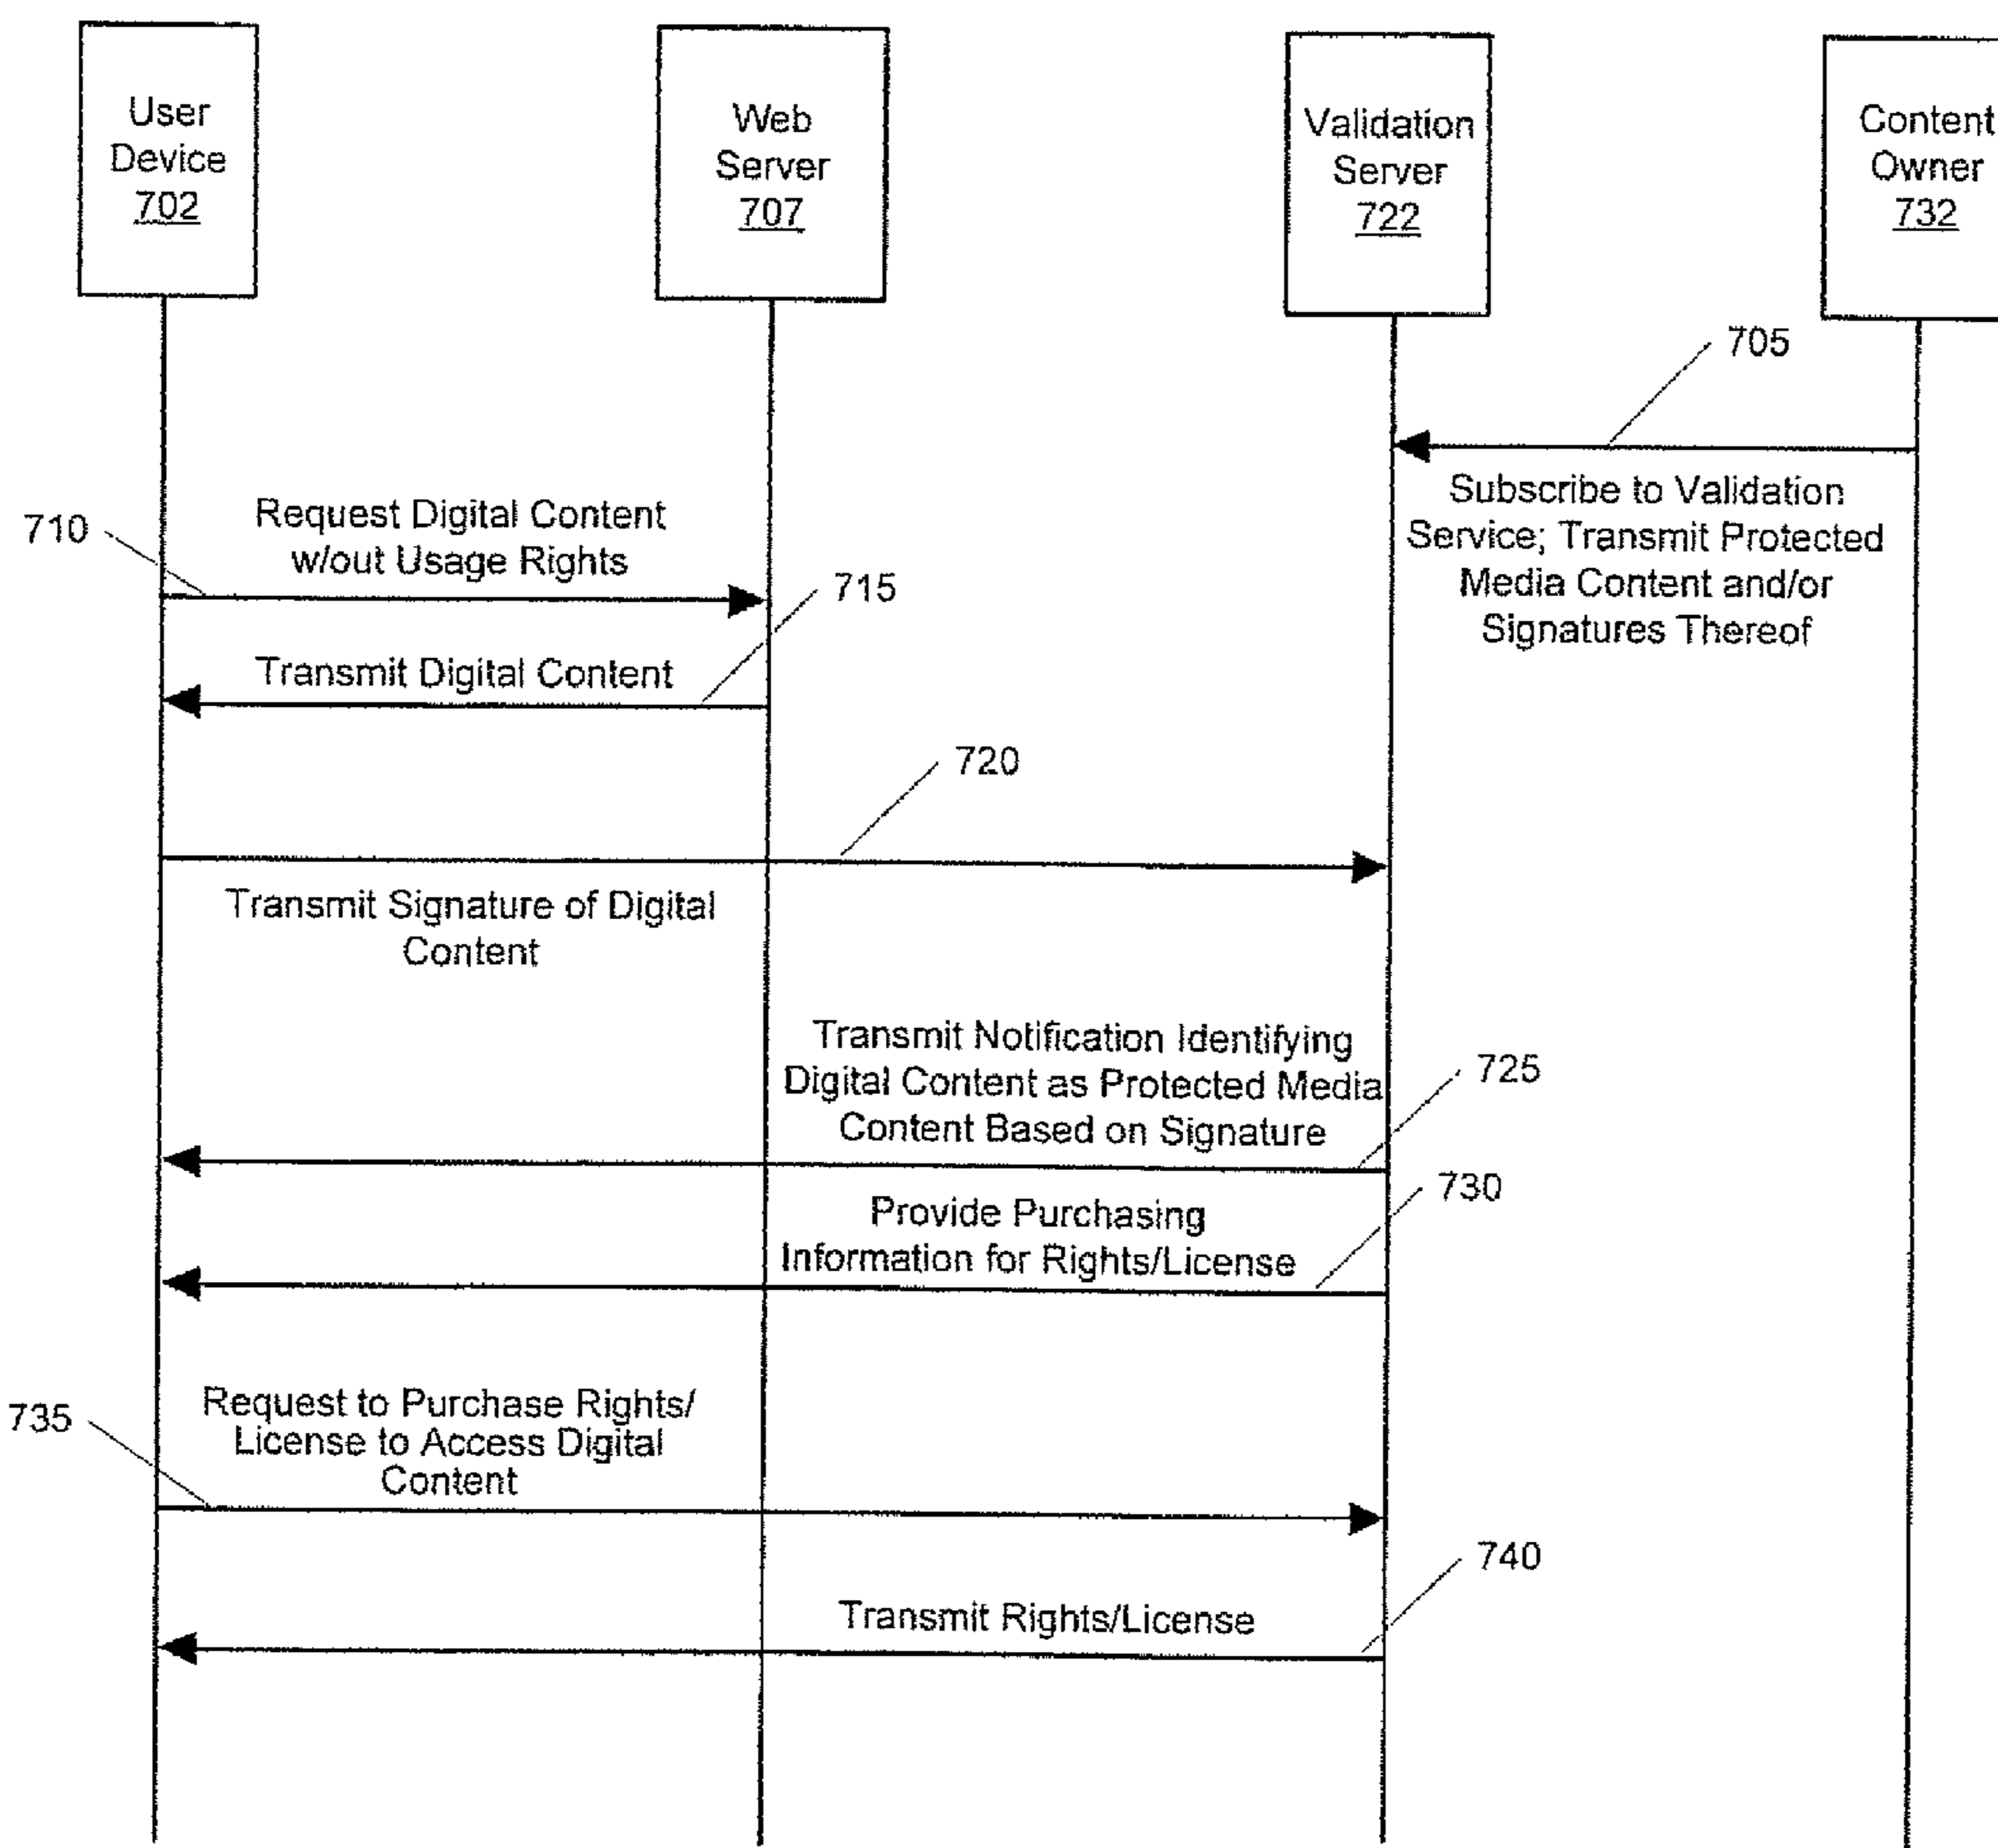 User
Device
702
Web
Server
707
Validation
Server
722
Content
Owner
732
705
Subscribe to Validation
Service; Transmit Protected
Media Content and/or
Signatures Thereof
710
Request Digital Content
w/out Usage Rights
715
Transmit Digital Content
720
Transmit Signature of Digital
Content
Transmit Notification Identifying
Digital Content as Protected Media
Content Based on Signature
725
730
Provide Purchasing
Information for Rights/License
735
Request to Purchase Rights/
License to Access Digital
Content
740
Transmit Rights/License